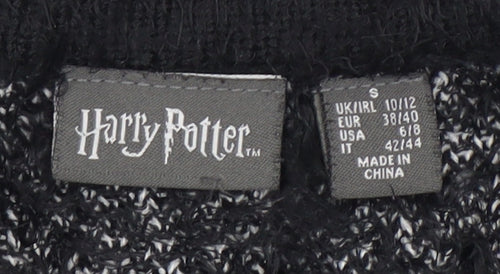 Harry Potter™
S
UK/IRL 10/12
EUR 38/40
USA 6/8
IT 42/44
MADE IN
CHINA